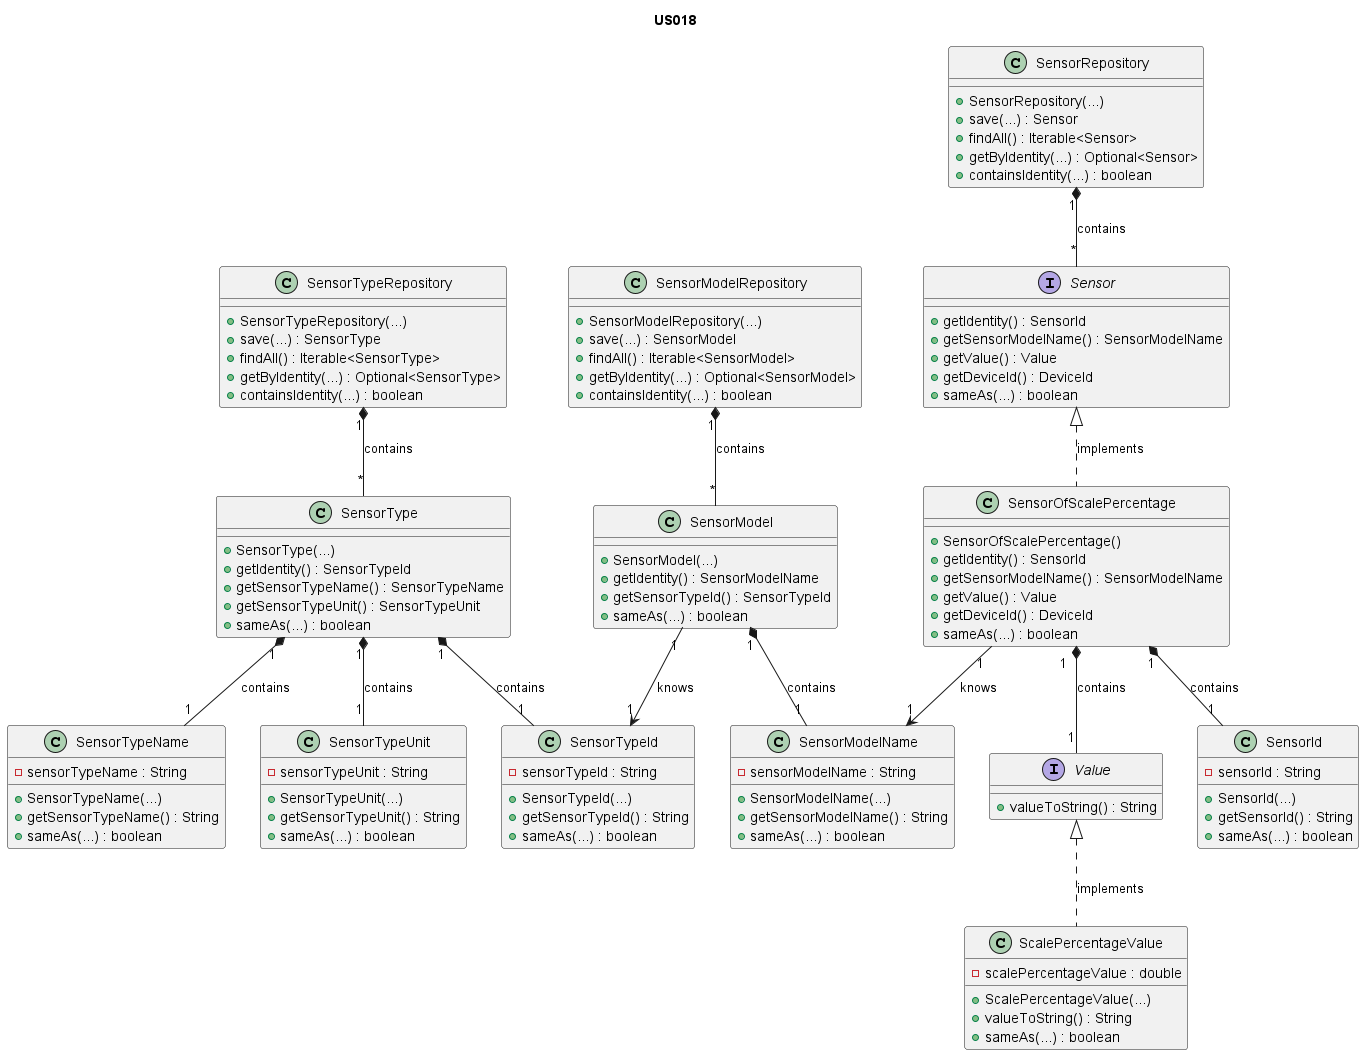 US018
C SensorRepository
SensorRepository(...)
save(...) : Sensor
findAll() : Iterable<Sensor>
getByIdentity(...) : Optional<Sensor>
containsIdentity(...) : boolean
1
contains
*
C SensorTypeRepository
SensorTypeRepository(...)
save(...) : SensorType
findAll() : Iterable<SensorType>
getByIdentity(...) : Optional<SensorType>
containsIdentity(...) : boolean
1
contains
*
C SensorModelRepository
SensorModelRepository(...)
save(...) : SensorModel
findAll() : Iterable<SensorModel>
getByIdentity(...) : Optional<SensorModel>
containsIdentity(...) : boolean
1
contains
*
I Sensor
getIdentity() : SensorId
getSensorModelName() : SensorModelName
getValue() : Value
getDeviceId() : DeviceId
sameAs(...) : boolean
implements
C SensorType
SensorType(...)
getIdentity() : SensorTypeId
getSensorTypeName() : SensorTypeName
getSensorTypeUnit() : SensorTypeUnit
sameAs(...) : boolean
1
contains
1
1
contains
1
1
contains
1
C SensorModel
SensorModel(...)
getIdentity() : SensorModelName
getSensorTypeId() : SensorTypeId
sameAs(...) : boolean
1
knows
1
1
contains
1
C SensorOfScalePercentage
SensorOfScalePercentage()
getIdentity() : SensorId
getSensorModelName() : SensorModelName
getValue() : Value
getDeviceId() : DeviceId
sameAs(...) : boolean
1
knows
1
1
contains
1
1
contains
1
C SensorTypeName
sensorTypeName : String
SensorTypeName(...)
getSensorTypeName() : String
sameAs(...) : boolean
C SensorTypeUnit
sensorTypeUnit : String
SensorTypeUnit(...)
getSensorTypeUnit() : String
sameAs(...) : boolean
C SensorTypeId
sensorTypeId : String
SensorTypeId(...)
getSensorTypeId() : String
sameAs(...) : boolean
C SensorModelName
sensorModelName : String
SensorModelName(...)
getSensorModelName() : String
sameAs(...) : boolean
I Value
valueToString() : String
implements
C SensorId
sensorId : String
SensorId(...)
getSensorId() : String
sameAs(...) : boolean
C ScalePercentageValue
scalePercentageValue : double
ScalePercentageValue(...)
valueToString() : String
sameAs(...) : boolean